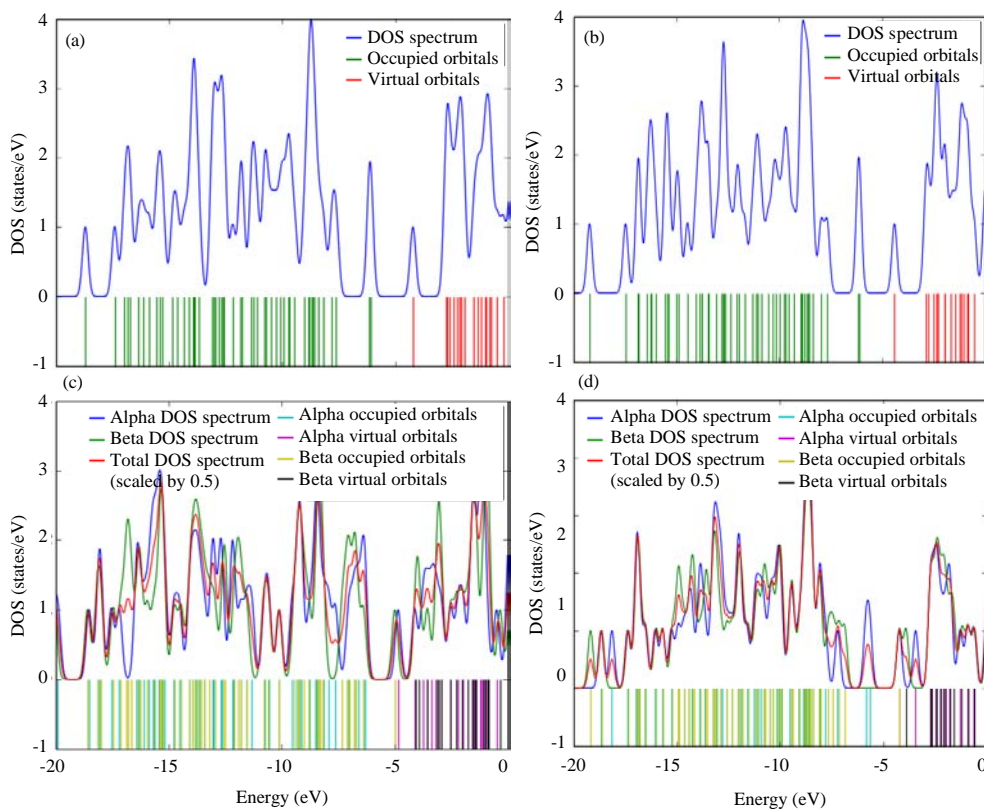 (a)
DOS spectrum
Occupied orbitals
Virtual orbitals
DOS (states/eV)
4
3
2
1
0
-1
-20
-15
-10
-5
0
(b)
DOS spectrum
Occupied orbitals
Virtual orbitals
DOS (states/eV)
4
3
2
1
0
-1
(c)
Alpha DOS spectrum
Beta DOS spectrum
Total DOS spectrum
(scaled by 0.5)
Alpha occupied orbitals
Alpha virtual orbitals
Beta occupied orbitals
Beta virtual orbitals
DOS (states/eV)
4
3
2
1
0
-1
Energy (eV)
(d)
Alpha DOS spectrum
Beta DOS spectrum
Total DOS spectrum
(scaled by 0.5)
Alpha occupied orbitals
Alpha virtual orbitals
Beta occupied orbitals
Beta virtual orbitals
DOS (states/eV)
4
3
2
1
0
-1
-20
-15
-10
-5
0
Energy (eV)